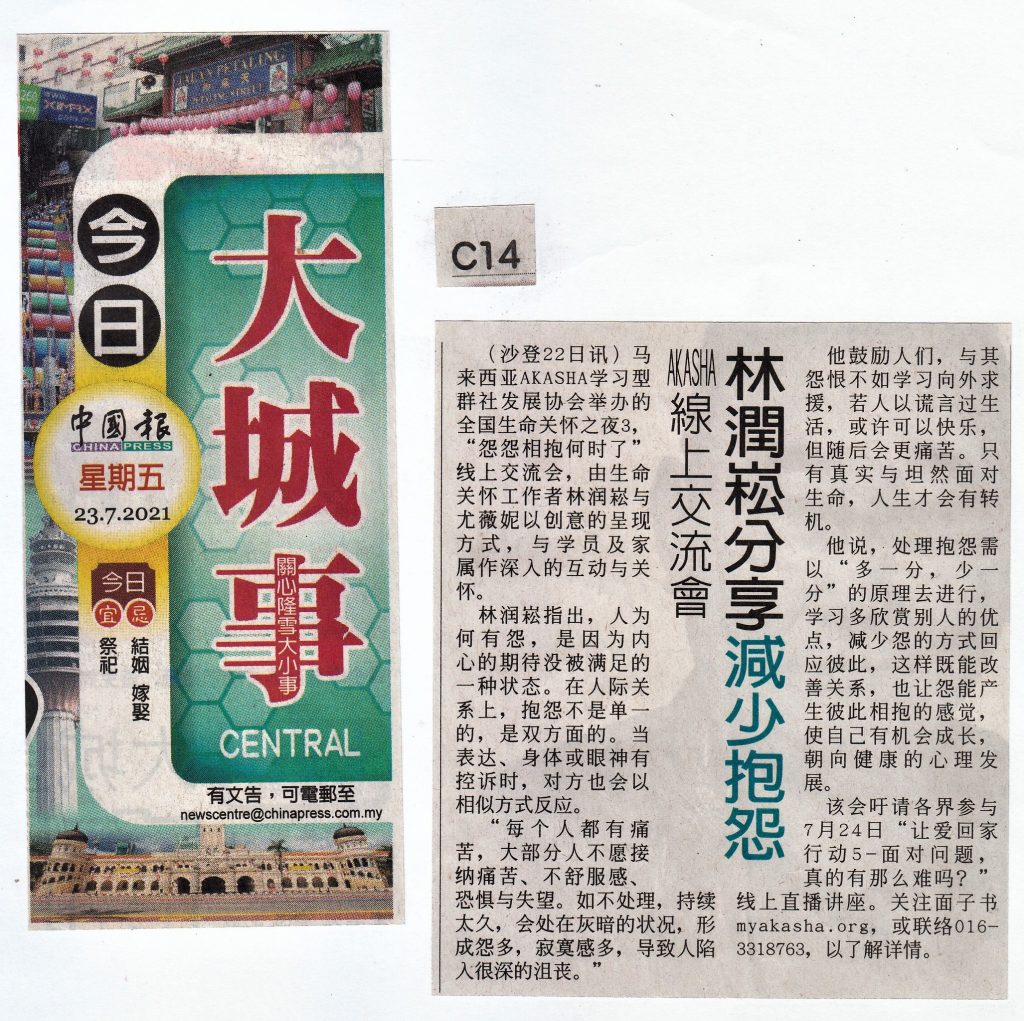 JALAN PETALING
茨廠街
PETALING STREET
今日
大城事
關心隆雪大小事
CENTRAL
中國報
CHINA PRESS
星期五
23.7.2021
今日
宜
忌
祭祀
結姻 嫁娶
有文告，可電郵至
newscentre@chinapress.com.my
C14
AKASHA線上交流會
林潤崧分享減少抱怨
（沙登22日讯）马
来西亚AKASHA学习型
群社发展协会举办的
全国生命关怀之夜3，
“怨怨相抱何时了”
线上交流会，由生命
关怀工作者林润崧与
尤薇妮以创意的呈现
方式，与学员及家
属作深入的互动与关
怀。
林润崧指出，人为
何有怨，是因为内
心的期待没被满足的
一种状态。在人际关
系上，抱怨不是单一
的，是双方面的。当
表达、身体或眼神有
控诉时，对方也会以
相似方式反应。
“每个人都有痛
苦，大部分人不愿接
纳痛苦、不舒服感、
恐惧与失望。如不处理，持续
太久，会处在灰暗的状况，形
成怨多，寂寞感多，导致人陷
入很深的沮丧。”
他鼓励人们，与其
怨恨不如学习向外求
援，若人以谎言过生
活，或许可以快乐，
但随后会更痛苦。只
有真实与坦然面对
生命，人生才会有转
机。
他说，处理抱怨需
以“多一分，少一
分”的原理去进行，
学习多欣赏别人的优
点，减少怨的方式回
应彼此，这样既能改
善关系，也让怨能产
生彼此相抱的感觉，
使自己有机会成长，
朝向健康的心理发
展。
该会吁请各界参与
7月24日“让爱回家
行动5-面对问题，
真的有那么难吗？”
线上直播讲座。关注面子书
myakasha.org，或联络016-
3318763，以了解详情。